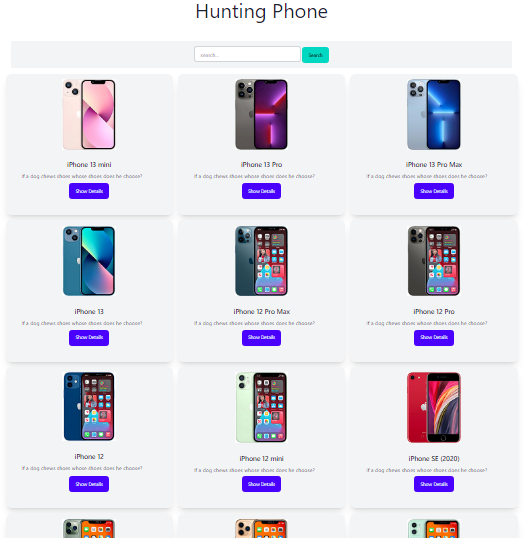 Hunting Phone
search...
Search
iPhone 13 mini
iPhone 13 Pro
iPhone 13 Pro Max
If a dog chews shoes whose shoes does he choose?
If a dog chews shoes whose shoes does he choose?
If a dog chews shoes whose shoes does he choose?
Show Details
Show Details
Show Details
iPhone 13
iPhone 12 Pro Max
iPhone 12 Pro
If a dog chews shoes whose shoes does he choose?
If a dog chews shoes whose shoes does he choose?
If a dog chews shoes whose shoes does he choose?
Show Details
Show Details
Show Details
iPhone 12
iPhone 12 mini
iPhone SE (2020)
If a dog chews shoes whose shoes does he choose?
If a dog chews shoes whose shoes does he choose?
If a dog chews shoes whose shoes does he choose?
Show Details
Show Details
Show Details